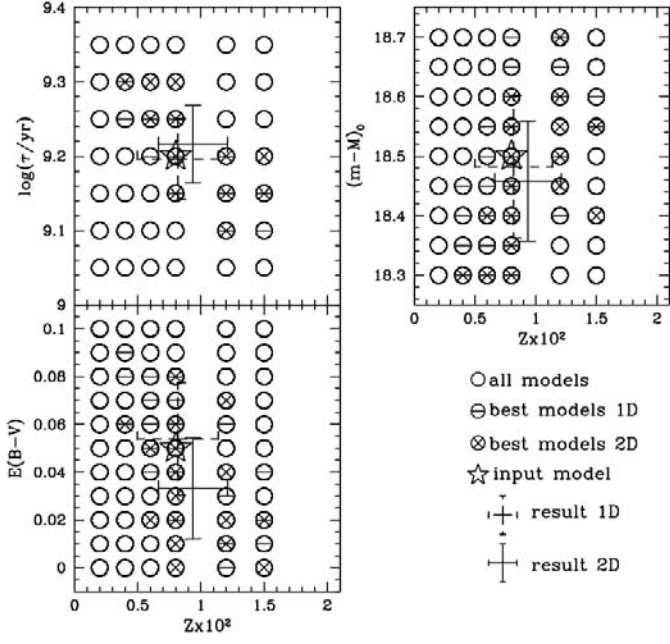 9.4
9.3
9.2
9.1
9
log(τ/yr)
18.7
18.6
18.5
18.4
18.3
(m−M)₀
0 0.5 1 1.5 2
Zx10²
0.1
0.08
0.06
0.04
0.02
0
E(B−V)
0 0.5 1 1.5 2
Zx10²
all models
best models 1D
best models 2D
input model
result 1D
result 2D